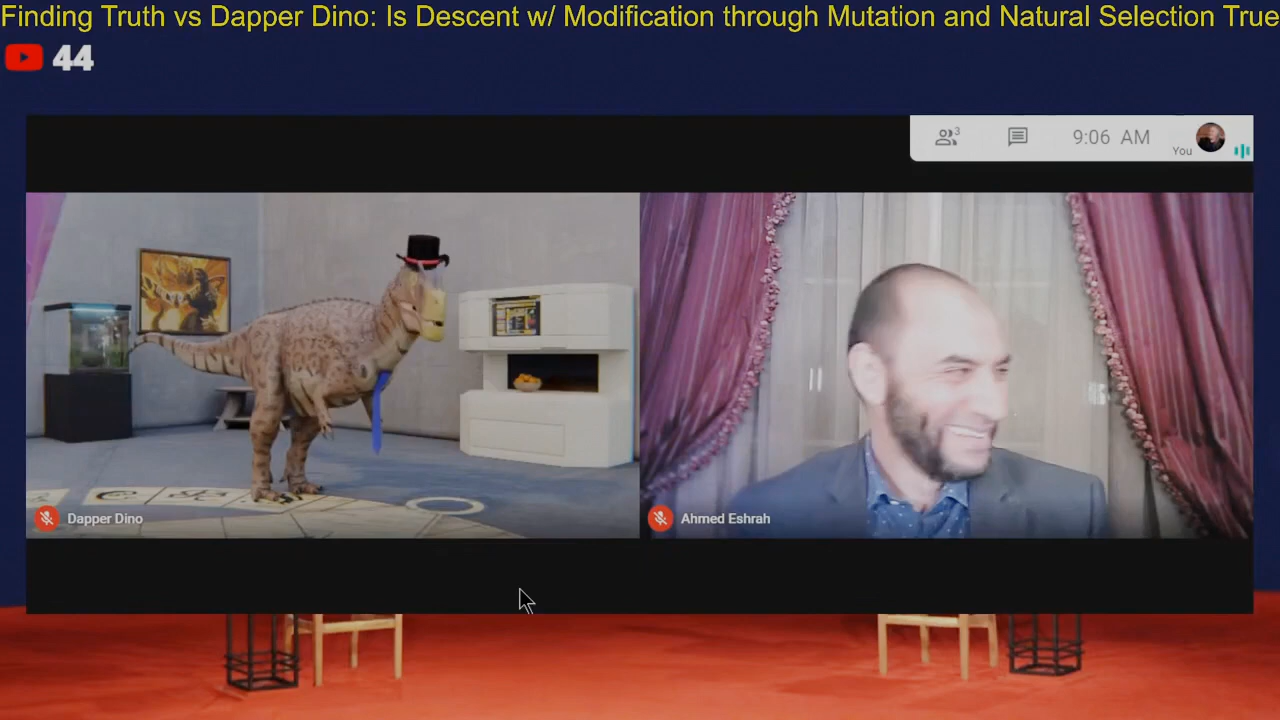 Finding Truth vs Dapper Dino: Is Descent w/ Modification through Mutation and Natural Selection True
44
3
9:06 AM
You
Dapper Dino
Ahmed Eshrah